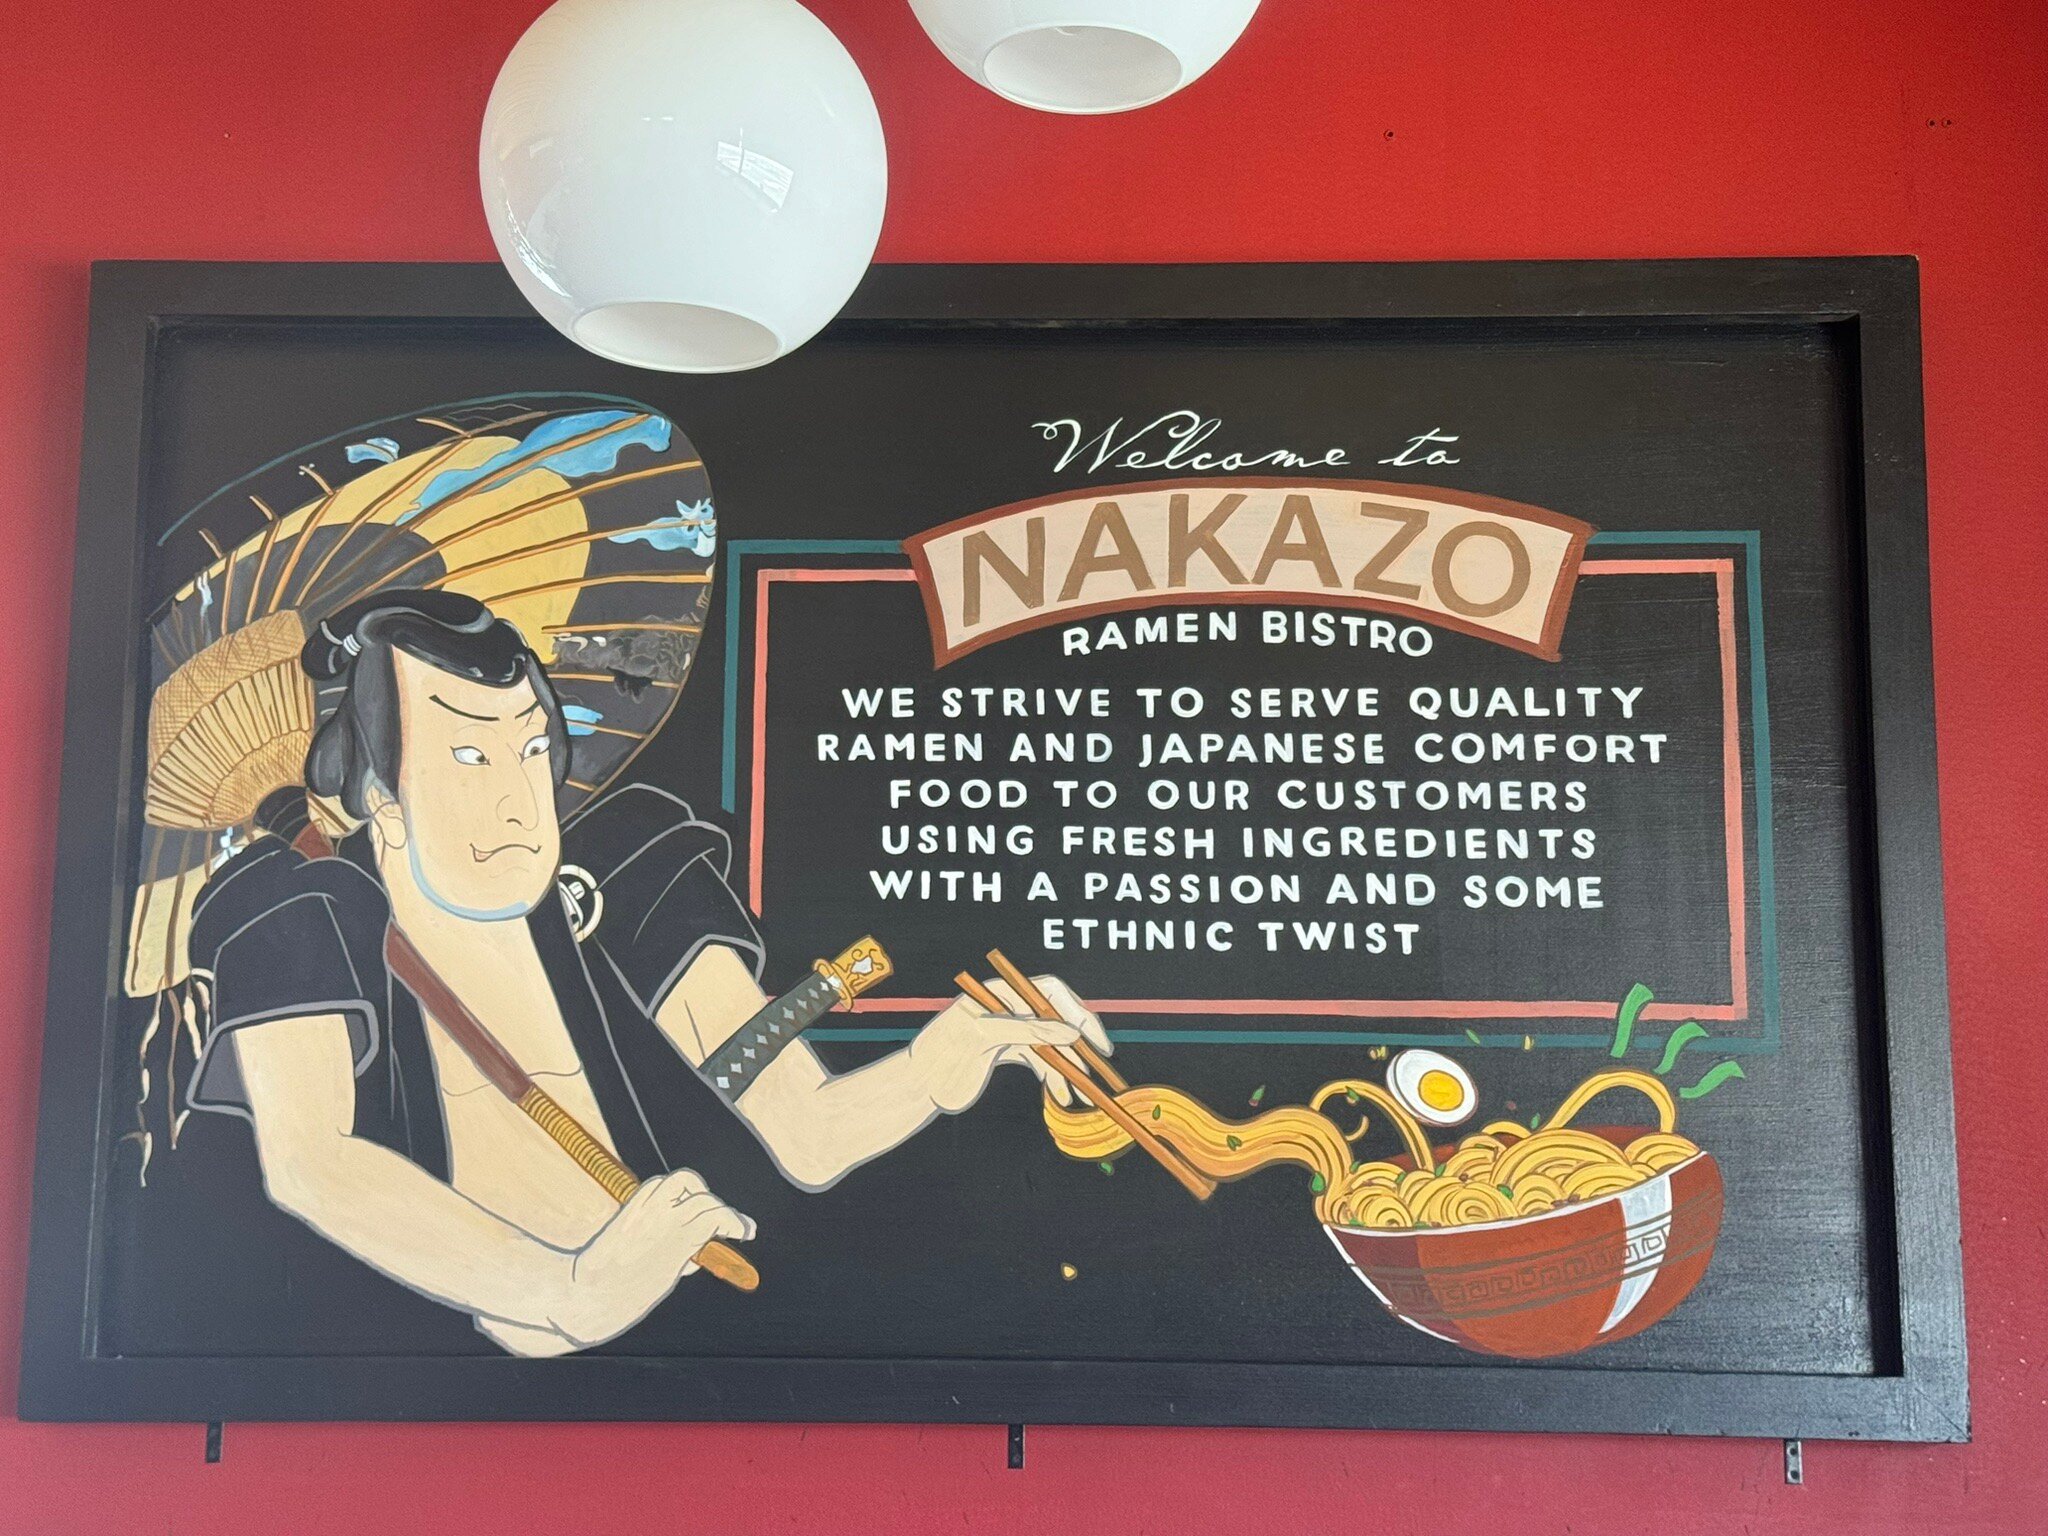 Welcome to
NAKAZO
RAMEN BISTRO
WE STRIVE TO SERVE QUALITY
RAMEN AND JAPANESE COMFORT
FOOD TO OUR CUSTOMERS
USING FRESH INGREDIENTS
WITH A PASSION AND SOME
ETHNIC TWIST